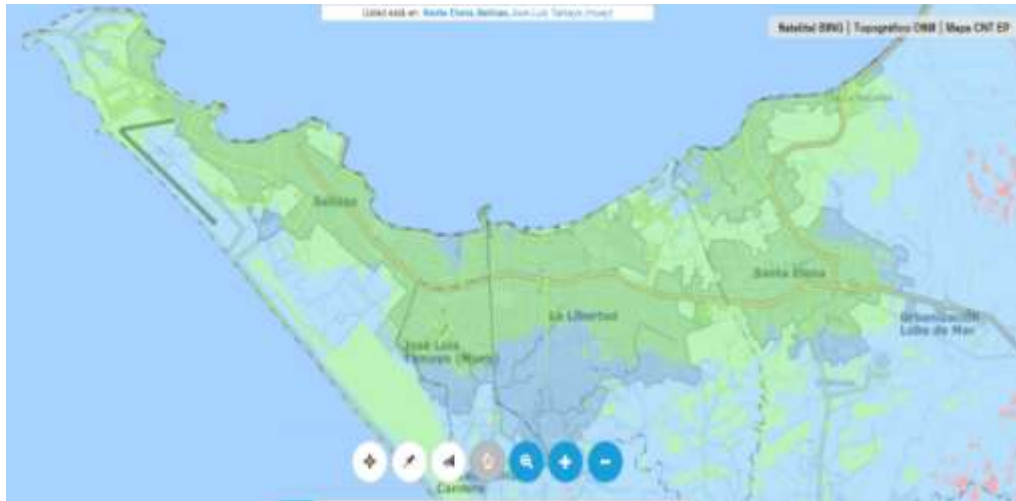 Usted está en: Santa Elena, Salinas, José Luis Tamayo (muey)
Satelital BING | Topográfico OSM | Mapa CNT EP
Salinas
Santa Elena
La Libertad
Urbanización
Lobo de Mar
José Luis
Tamayo (Muey)